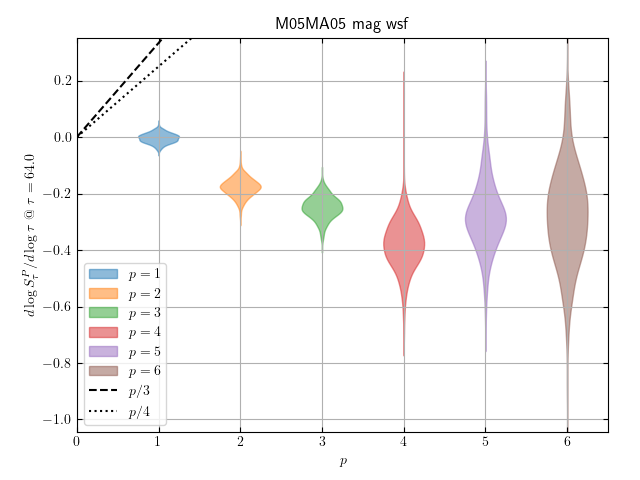 M05MA05 mag wsf
d log S_τ^P / d log τ @ τ = 64.0
0.2
0.0
−0.2
−0.4
−0.6
−0.8
−1.0
p = 1
p = 2
p = 3
p = 4
p = 5
p = 6
p/3
p/4
0 1 2 3 4 5 6
p